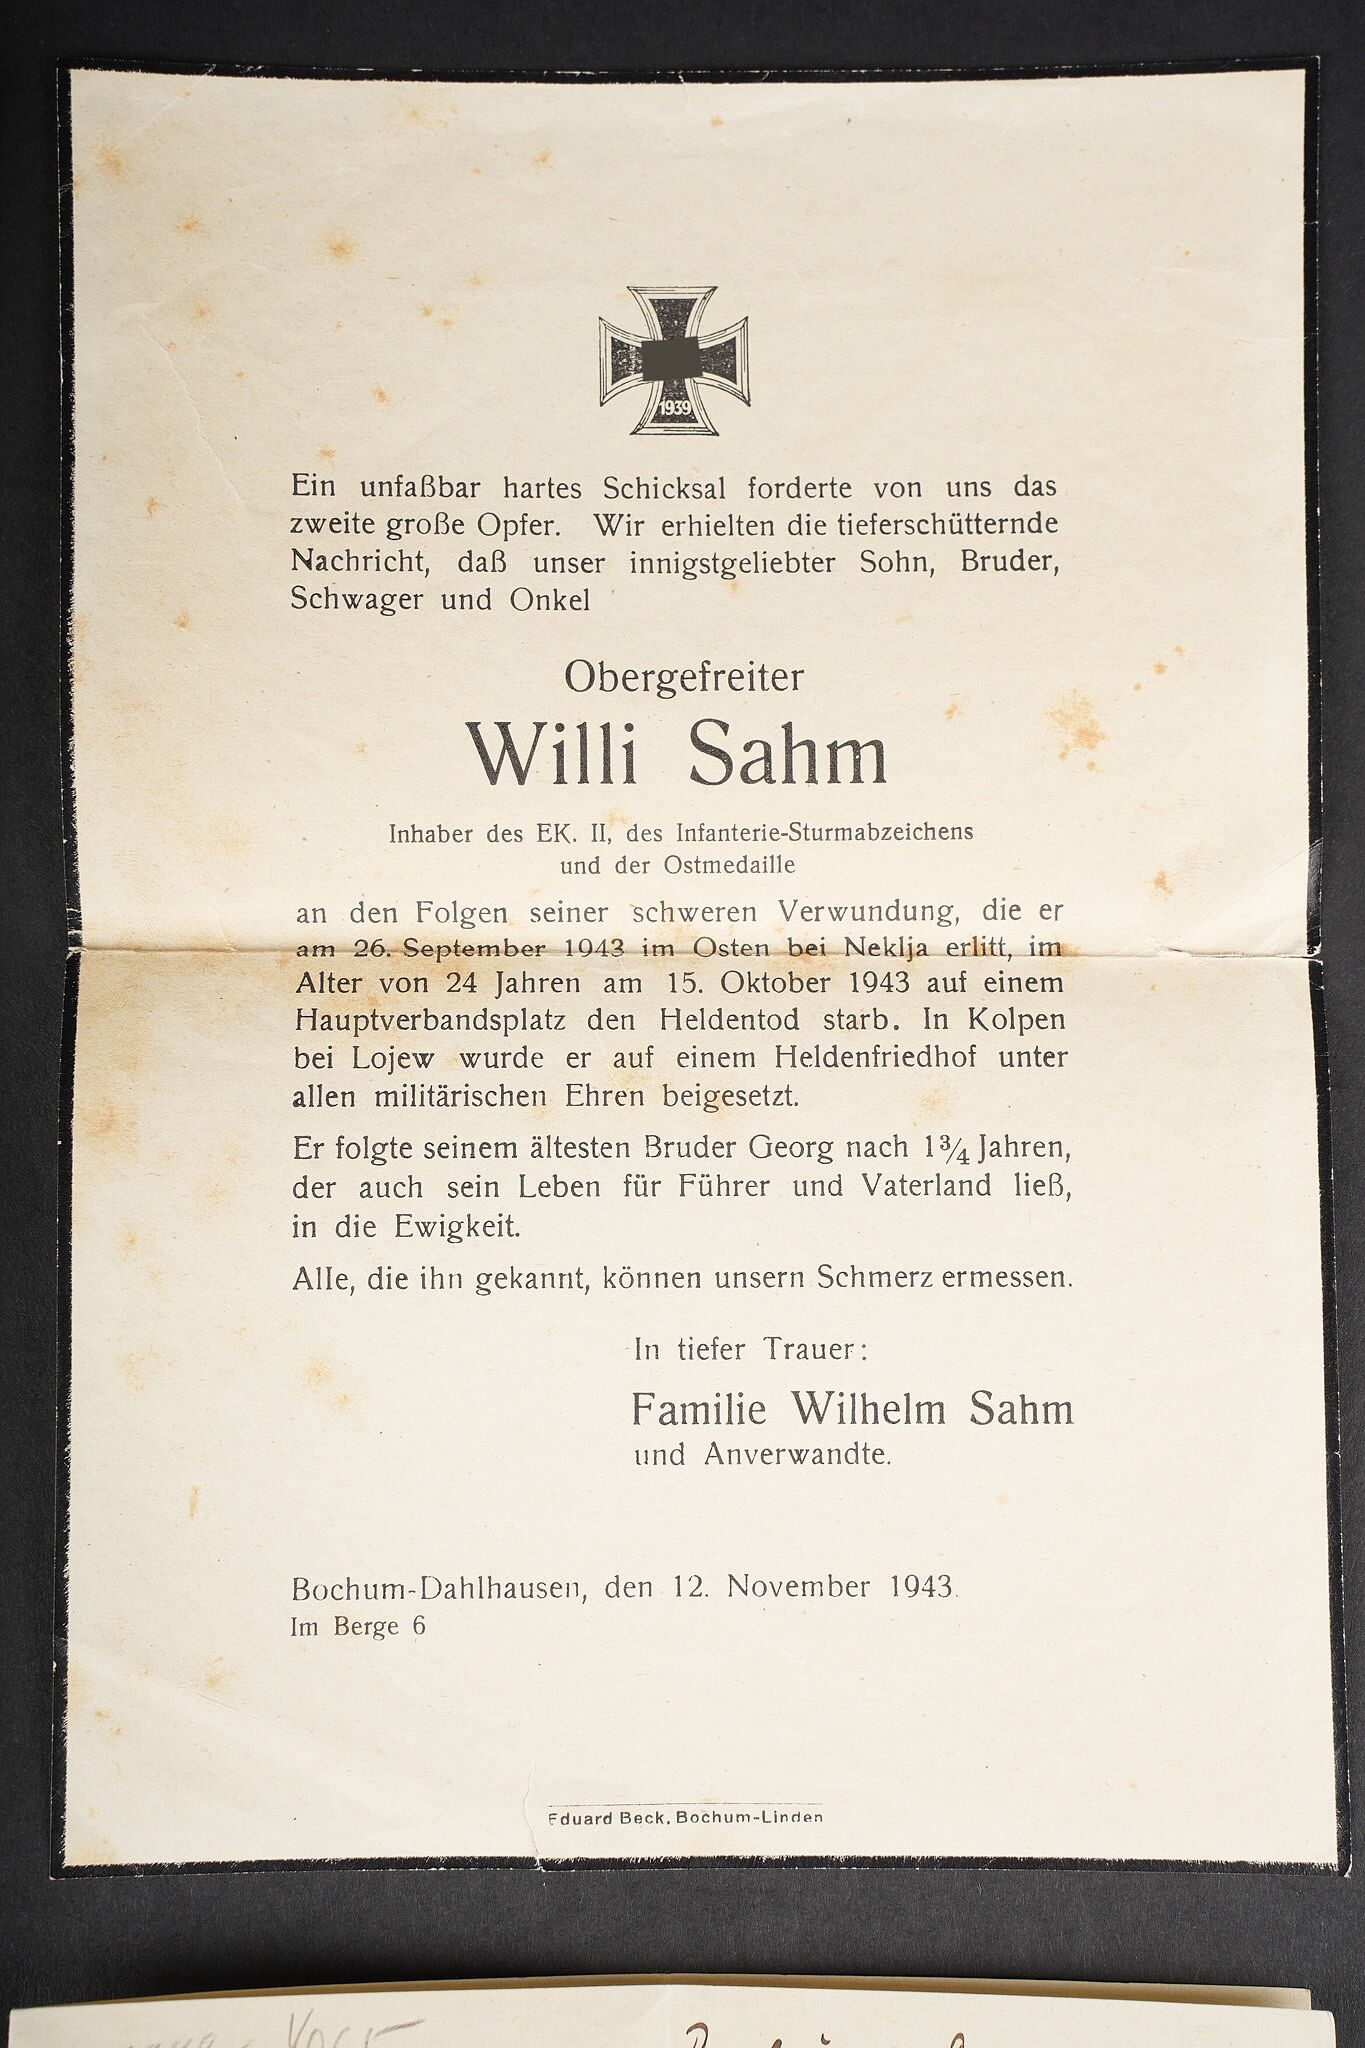 1939
Ein unfaßbar hartes Schicksal forderte von uns das
zweite große Opfer. Wir erhielten die tieferschütternde
Nachricht, daß unser innigstgeliebter Sohn, Bruder,
Schwager und Onkel
Obergefreiter
Willi Sahm
Inhaber des EK. II, des Infanterie-Sturmabzeichens
und der Ostmedaille
an den Folgen seiner schweren Verwundung, die er
am 26. September 1943 im Osten bei Neklja erlitt, im
Alter von 24 Jahren am 15. Oktober 1943 auf einem
Hauptverbandsplatz den Heldentod starb. In Kolpen
bei Lojew wurde er auf einem Heldenfriedhof unter
allen militärischen Ehren beigesetzt.
Er folgte seinem ältesten Bruder Georg nach 1¾ Jahren,
der auch sein Leben für Führer und Vaterland ließ,
in die Ewigkeit.
Alle, die ihn gekannt, können unsern Schmerz ermessen.
In tiefer Trauer:
Familie Wilhelm Sahm
und Anverwandte.
Bochum-Dahlhausen, den 12. November 1943.
Im Berge 6
Eduard Beck, Bochum-Linden